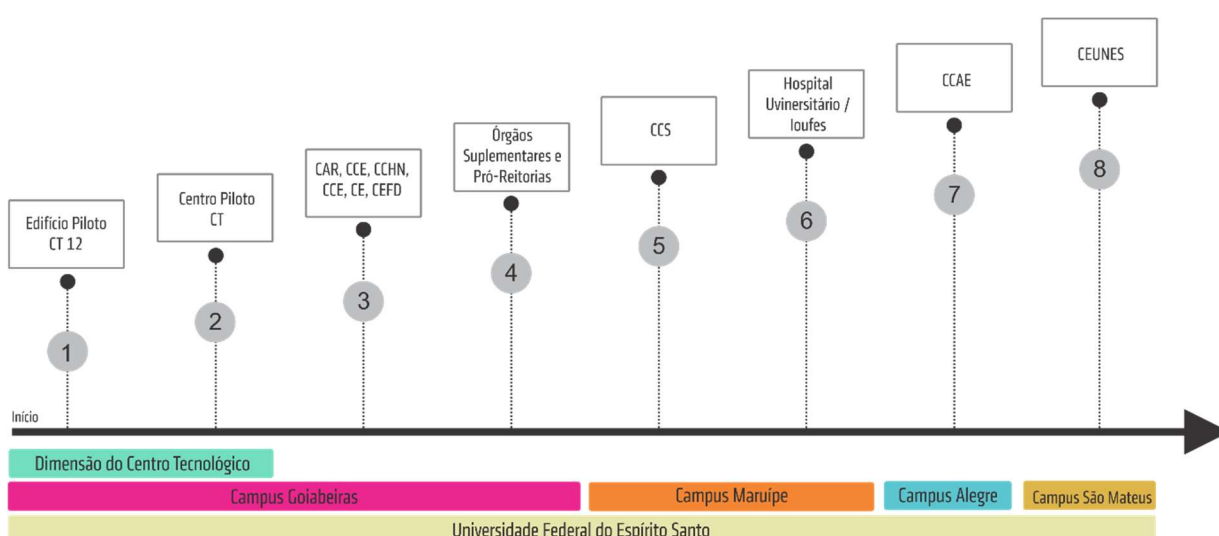 CEUNES
CCAE
Hospital
Uvinersitário /
Ioufes
CCS
Órgãos
Suplementares e
Pró-Reitorias
CAR, CCE, CCHN,
CCE, CE, CEFD
Centro Piloto
CT
Edifício Piloto
CT 12
1
2
3
4
5
6
7
8
Início
Dimensão do Centro Tecnológico
Campus Goiabeiras
Campus Maruípe
Campus Alegre
Campus São Mateus
Universidade Federal do Espírito Santo